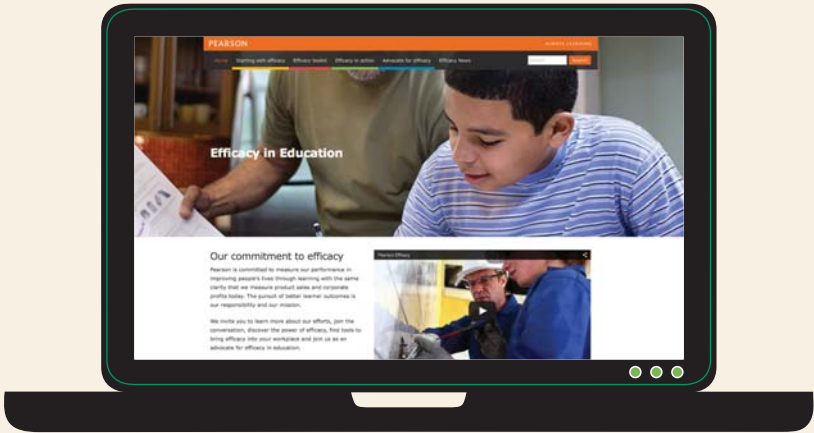 PEARSON
ALWAYS LEARNING
Home Starting with efficacy Efficacy toolkit Efficacy in action Advocate for efficacy Efficacy News
Search
Efficacy in Education
Our commitment to efficacy
Pearson is committed to measure our performance in
improving people's lives through learning with the same
clarity that we measure product sales and corporate
profits today. The pursuit of better learner outcomes is
our responsibility and our mission.
We invite you to learn more about our efforts, join the
conversation, discover the power of efficacy, find tools to
bring efficacy into your workplace and join us as an
advocate for efficacy in education.
Pearson Efficacy